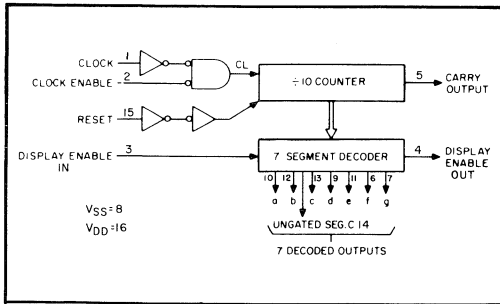 CLOCK 1
CL
CLOCK ENABLE 2
÷10 COUNTER
5 CARRY OUTPUT
RESET 15
DISPLAY ENABLE IN 3
7 SEGMENT DECODER
4 DISPLAY ENABLE OUT
10 12 13 9 11 6 7
a b c d e f g
VSS=8
VDD=16
UNGATED SEG.C 14
7 DECODED OUTPUTS